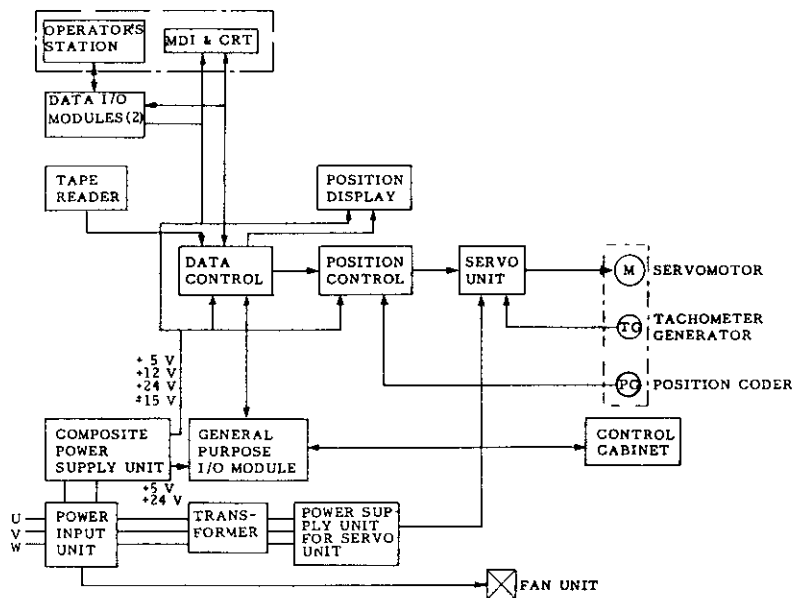 OPERATOR'S
STATION
MDI & CRT
DATA I/O
MODULES(2)
TAPE
READER
POSITION
DISPLAY
DATA
CONTROL
POSITION
CONTROL
SERVO
UNIT
M
SERVOMOTOR
TG
TACHOMETER
GENERATOR
PG
POSITION CODER
+ 5 V
+12 V
+24 V
±15 V
COMPOSITE
POWER
SUPPLY UNIT
GENERAL
PURPOSE
I/O MODULE
CONTROL
CABINET
+5 V
+24 V
U
V
W
POWER
INPUT
UNIT
TRANS-
FORMER
POWER SUP-
PLY UNIT
FOR SERVO
UNIT
FAN UNIT